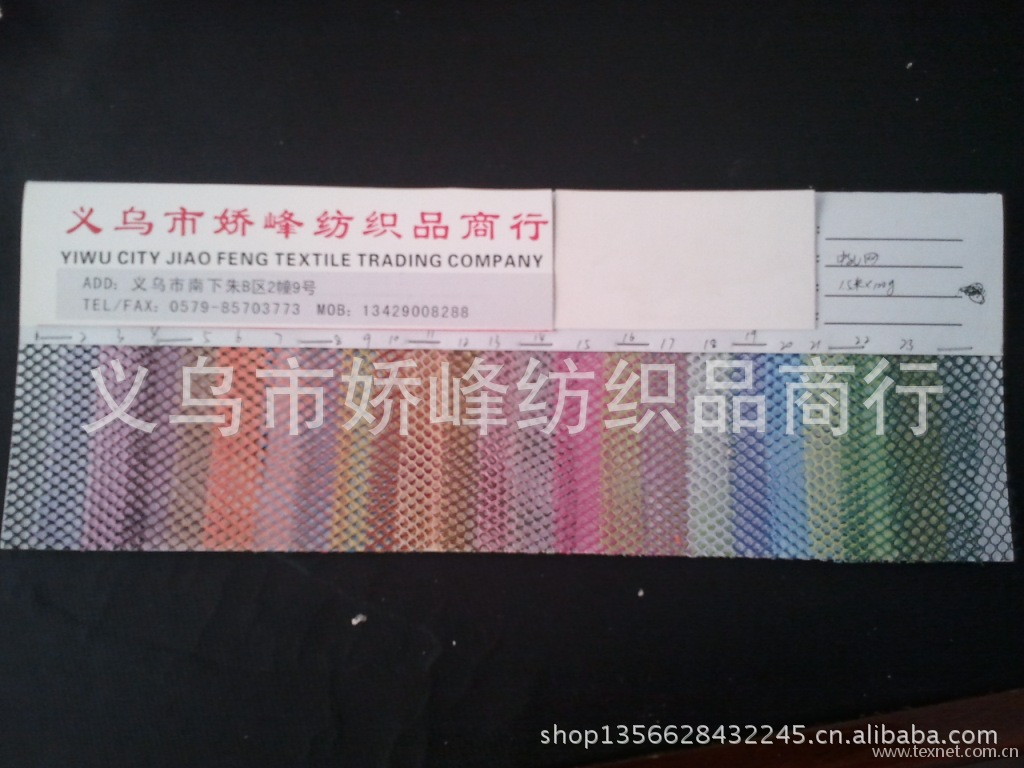 义乌市娇峰纺织品商行
YIWU CITY JIAO FENG TEXTILE TRADING COMPANY
ADD: 义乌市南下朱B区2幢9号
TEL/FAX: 0579-85703773 MOB: 13429008288
网
1 2 3 4 5 6 7 8 9 10 11 12 13 14 15 16 17 18 19 20 21 22 23
义乌市娇峰纺织品商行
shop1356628432245.cn.alibaba.com
www.texnet.com.cn